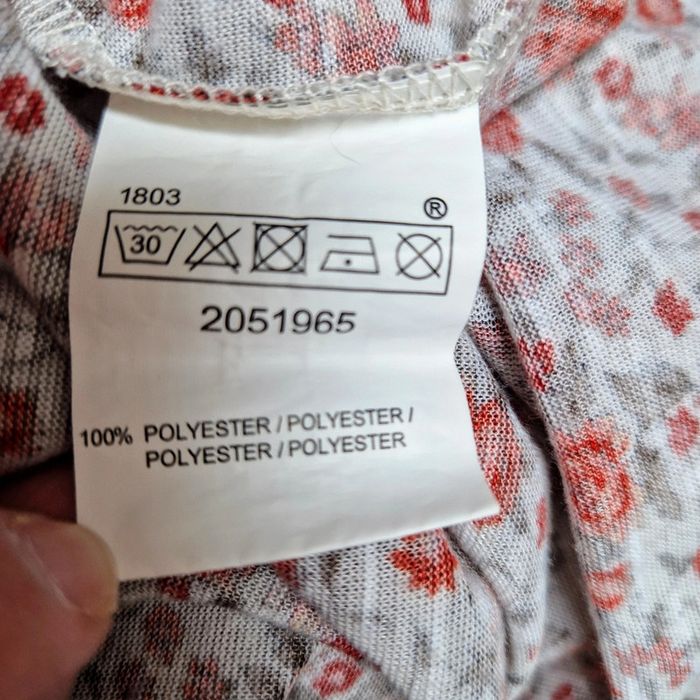 1803
®
30
2051965
100% POLYESTER / POLYESTER /
POLYESTER / POLYESTER